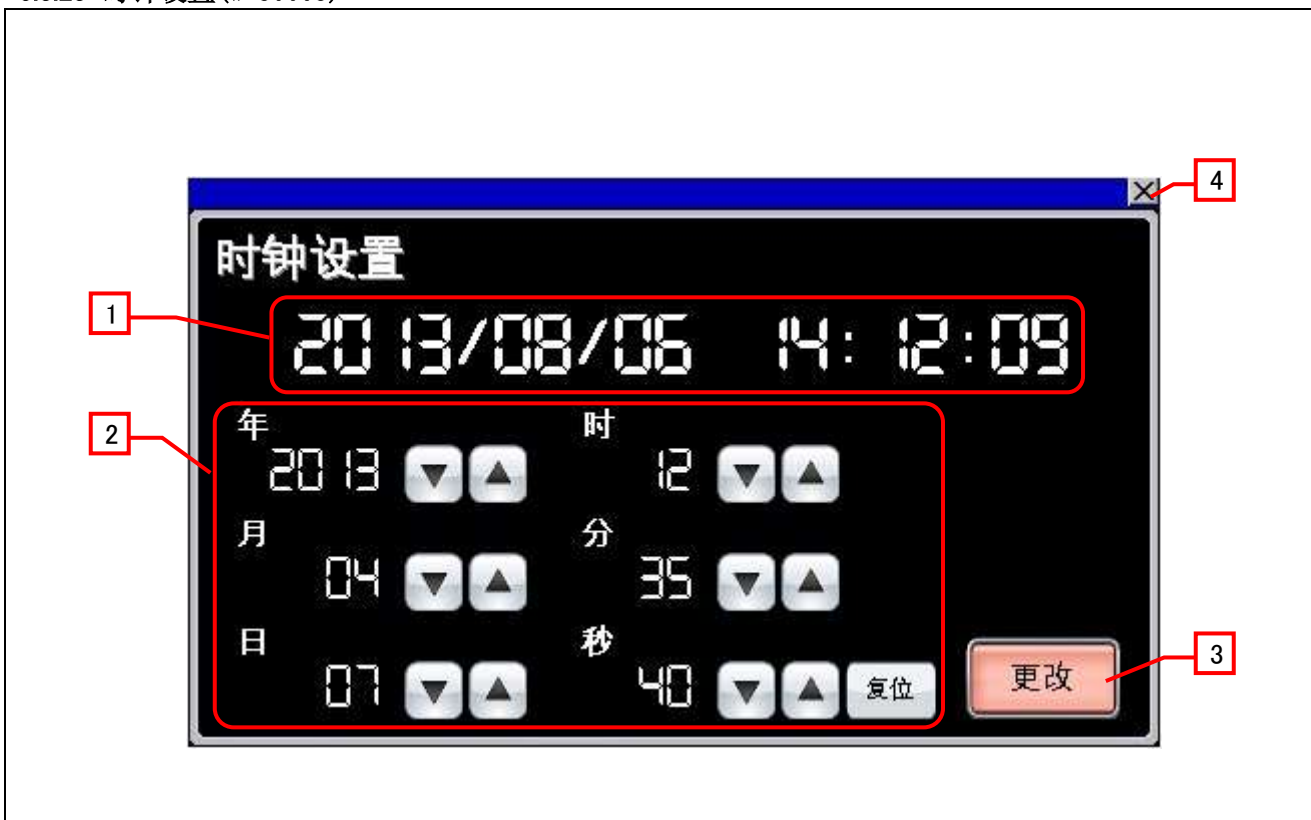 4
时钟设置
1
2013/08/06 14:12:09
2
年
时
2013 ▼ ▲ 12 ▼ ▲
月
分
04 ▼ ▲ 35 ▼ ▲
日
秒
07 ▼ ▲ 40 ▼ ▲ 复位
更改
3